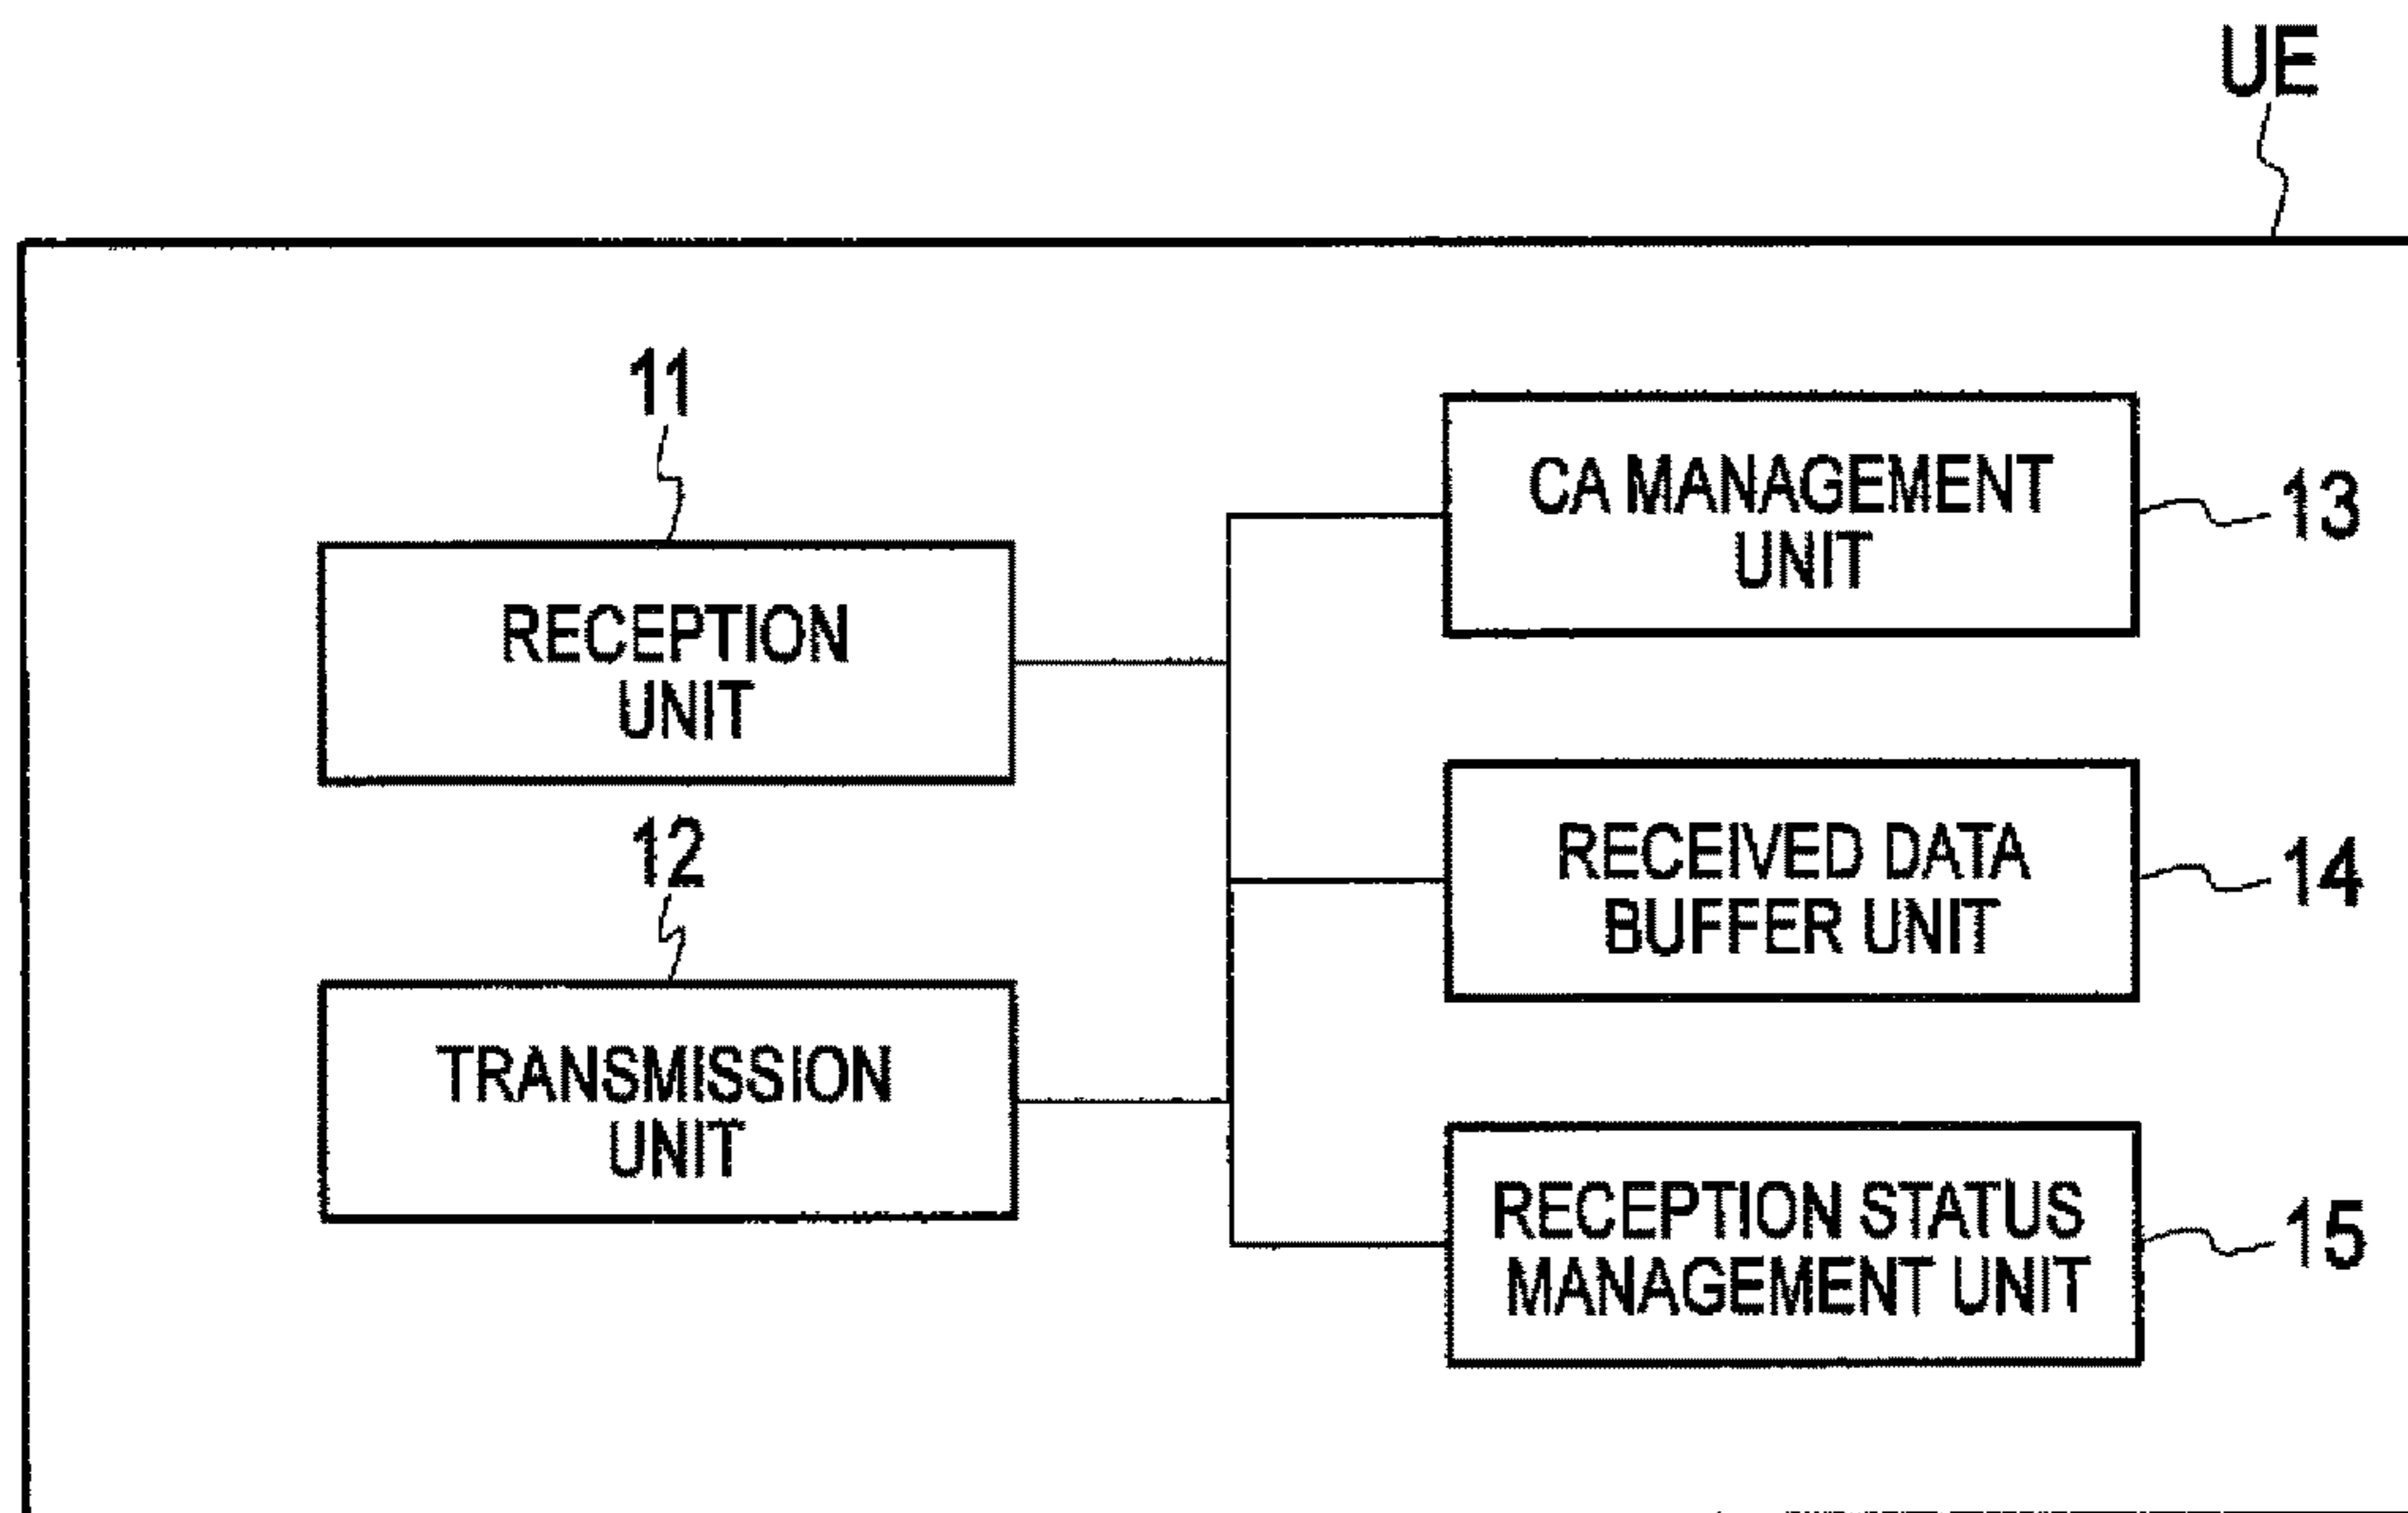 UE
11
RECEPTION
UNIT
12
TRANSMISSION
UNIT
CA MANAGEMENT
UNIT
13
RECEIVED DATA
BUFFER UNIT
14
RECEPTION STATUS
MANAGEMENT UNIT
15